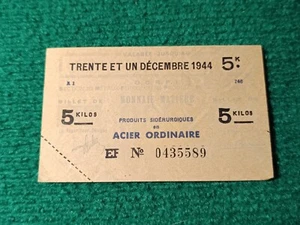 TRENTE ET UN DÉCEMBRE 1944 5K
5 KILOS 5 KILOS
PRODUITS SIDÉRURGIQUES
EN
ACIER ORDINAIRE
EF Nº 0435589